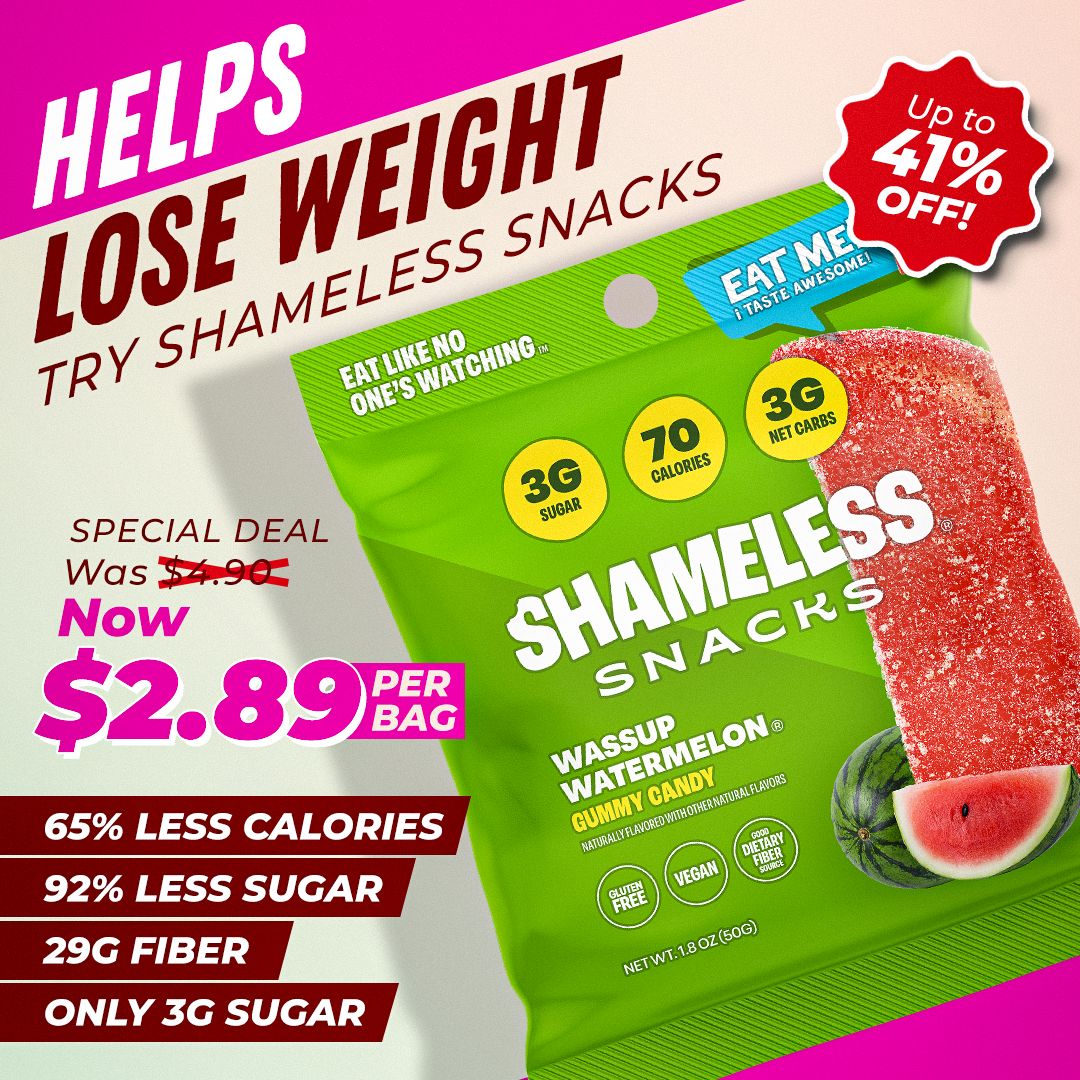 HELPS
LOSE WEIGHT
TRY SHAMELESS SNACKS
Up to
41%
OFF!
EAT ME!
i TASTE AWESOME!
EAT LIKE NO
ONE'S WATCHING™
3G
SUGAR
70
CALORIES
3G
NET CARBS
SHAMELESS®
SNACKS
SPECIAL DEAL
Was $4.90
Now
$2.89
PER
BAG
WASSUP
WATERMELON®
GUMMY CANDY
NATURALLY FLAVORED WITH OTHER NATURAL FLAVORS
GLUTEN
FREE
VEGAN
GOOD
DIETARY
FIBER
SOURCE
NET WT. 1.8 OZ (50G)
65% LESS CALORIES
92% LESS SUGAR
29G FIBER
ONLY 3G SUGAR